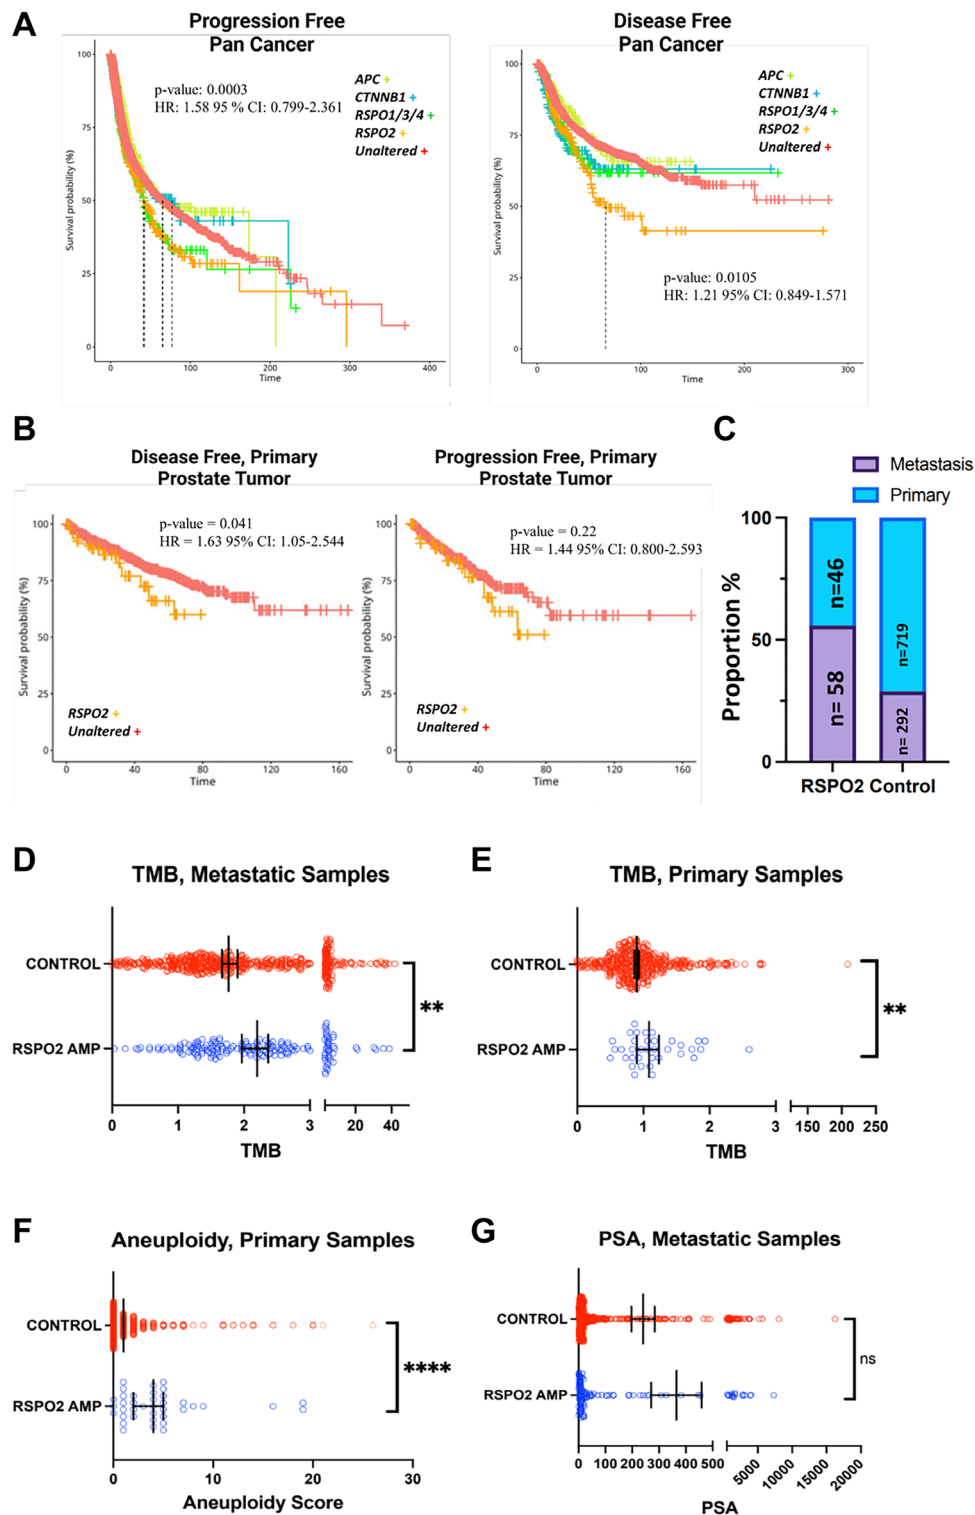 A
Progression Free
Pan Cancer
Survival probability (%)
100
75
50
25
0
p-value: 0.0003
HR: 1.58 95 % CI: 0.799-2.361
APC +
CTNNB1 +
RSPO1/3/4 +
RSPO2 +
Unaltered +
0 100 200 300 400
Time
Disease Free
Pan Cancer
Survival probability (%)
100
75
50
25
0
APC +
CTNNB1 +
RSPO1/3/4 +
RSPO2 +
Unaltered +
p-value: 0.0105
HR: 1.21 95% CI: 0.849-1.571
0 100 200 300
Time
B
Disease Free, Primary
Prostate Tumor
Survival probability (%)
100
75
50
25
0
p-value = 0.041
HR = 1.63 95% CI: 1.05-2.544
RSPO2 +
Unaltered +
0 40 80 120 160
Time
Progression Free, Primary
Prostate Tumor
Survival probability (%)
100
75
50
25
0
p-value = 0.22
HR = 1.44 95% CI: 0.800-2.593
RSPO2 +
Unaltered +
0 40 80 120 160
Time
C
Metastasis
Primary
Proportion %
100
50
0
n=46
n= 58
n=719
n= 292
RSPO2 Control
D
TMB, Metastatic Samples
CONTROL
RSPO2 AMP
**
0 1 2 3 20 40
TMB
E
TMB, Primary Samples
CONTROL
RSPO2 AMP
**
0 1 2 3 150 200 250
TMB
F
Aneuploidy, Primary Samples
CONTROL
RSPO2 AMP
****
0 10 20 30
Aneuploidy Score
G
PSA, Metastatic Samples
CONTROL
RSPO2 AMP
ns
0 100 200 300 400 500 5000 10000 15000 20000
PSA